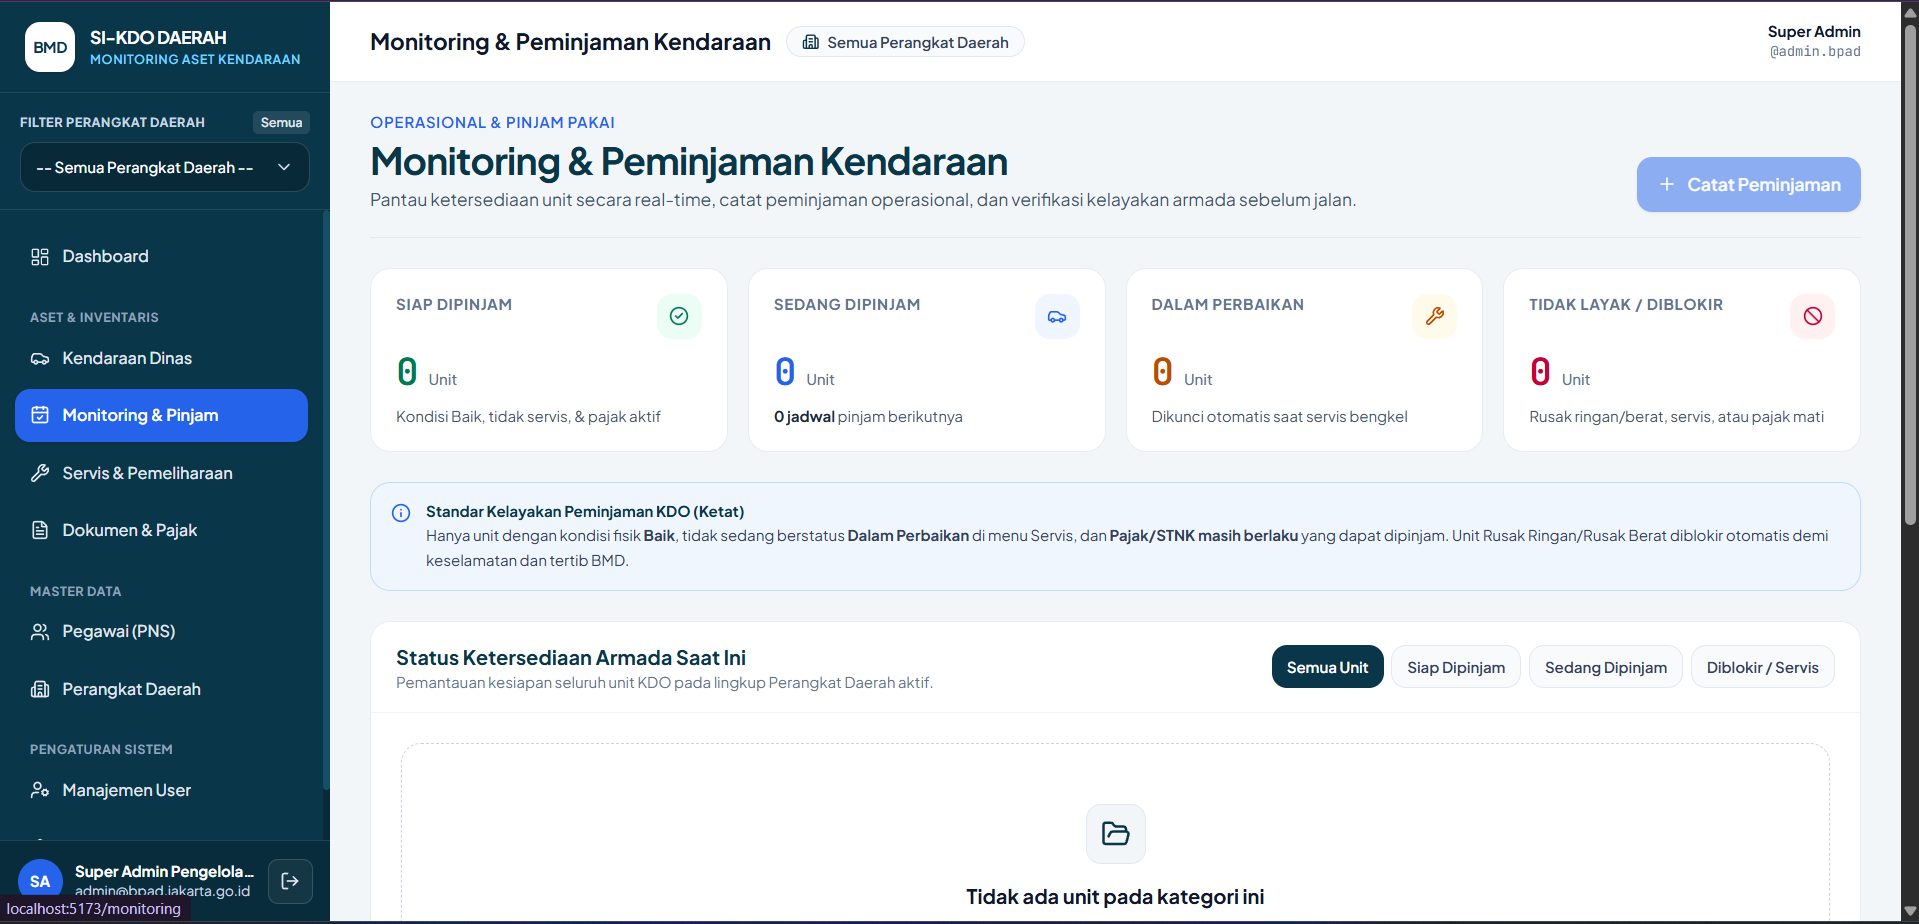 BMD
SI-KDO DAERAH
MONITORING ASET KENDARAAN
FILTER PERANGKAT DAERAH
Semua
-- Semua Perangkat Daerah --
Dashboard
ASET & INVENTARIS
Kendaraan Dinas
Monitoring & Pinjam
Servis & Pemeliharaan
Dokumen & Pajak
MASTER DATA
Pegawai (PNS)
Perangkat Daerah
PENGATURAN SISTEM
Manajemen User
SA
Super Admin Pengelola...
admin@bpad.jakarta.go.id
localhost:5173/monitoring
Monitoring & Peminjaman Kendaraan
Semua Perangkat Daerah
Super Admin
@admin.bpad
OPERASIONAL & PINJAM PAKAI
Monitoring & Peminjaman Kendaraan
Pantau ketersediaan unit secara real-time, catat peminjaman operasional, dan verifikasi kelayakan armada sebelum jalan.
+ Catat Peminjaman
SIAP DIPINJAM
0 Unit
Kondisi Baik, tidak servis, & pajak aktif
SEDANG DIPINJAM
0 Unit
0 jadwal pinjam berikutnya
DALAM PERBAIKAN
0 Unit
Dikunci otomatis saat servis bengkel
TIDAK LAYAK / DIBLOKIR
0 Unit
Rusak ringan/berat, servis, atau pajak mati
Standar Kelayakan Peminjaman KDO (Ketat)
Hanya unit dengan kondisi fisik Baik, tidak sedang berstatus Dalam Perbaikan di menu Servis, dan Pajak/STNK masih berlaku yang dapat dipinjam. Unit Rusak Ringan/Rusak Berat diblokir otomatis demi
keselamatan dan tertib BMD.
Status Ketersediaan Armada Saat Ini
Pemantauan kesiapan seluruh unit KDO pada lingkup Perangkat Daerah aktif.
Semua Unit
Siap Dipinjam
Sedang Dipinjam
Diblokir / Servis
Tidak ada unit pada kategori ini